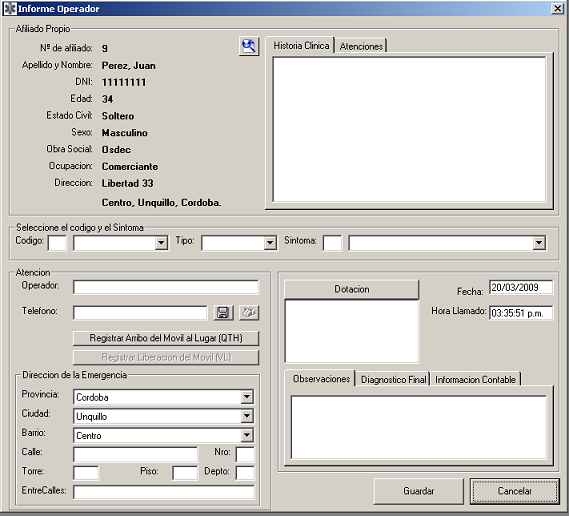 Informe Operador
Afiliado Propio
Nº de afiliado: 9
Apellido y Nombre: Perez, Juan
DNI: 11111111
Edad: 34
Estado Civil: Soltero
Sexo: Masculino
Obra Social: Osdec
Ocupacion: Comerciante
Direccion: Libertad 33
Centro, Unquillo, Cordoba.
Historia Clinica Atenciones
Seleccione el codigo y el Sintoma
Codigo: Tipo: Sintoma:
Atencion
Operador:
Telefono:
Registrar Arribo del Movil al Lugar (QTH)
Registrar Liberacion del Movil (VL)
Direccion de la Emergencia
Provincia: Cordoba
Ciudad: Unquillo
Barrio: Centro
Calle: Nro:
Torre: Piso: Depto:
EntreCalles:
Dotacion
Fecha: 20/03/2009
Hora Llamado: 03:35:51 p.m.
Observaciones Diagnostico Final Informacion Contable
Guardar Cancelar